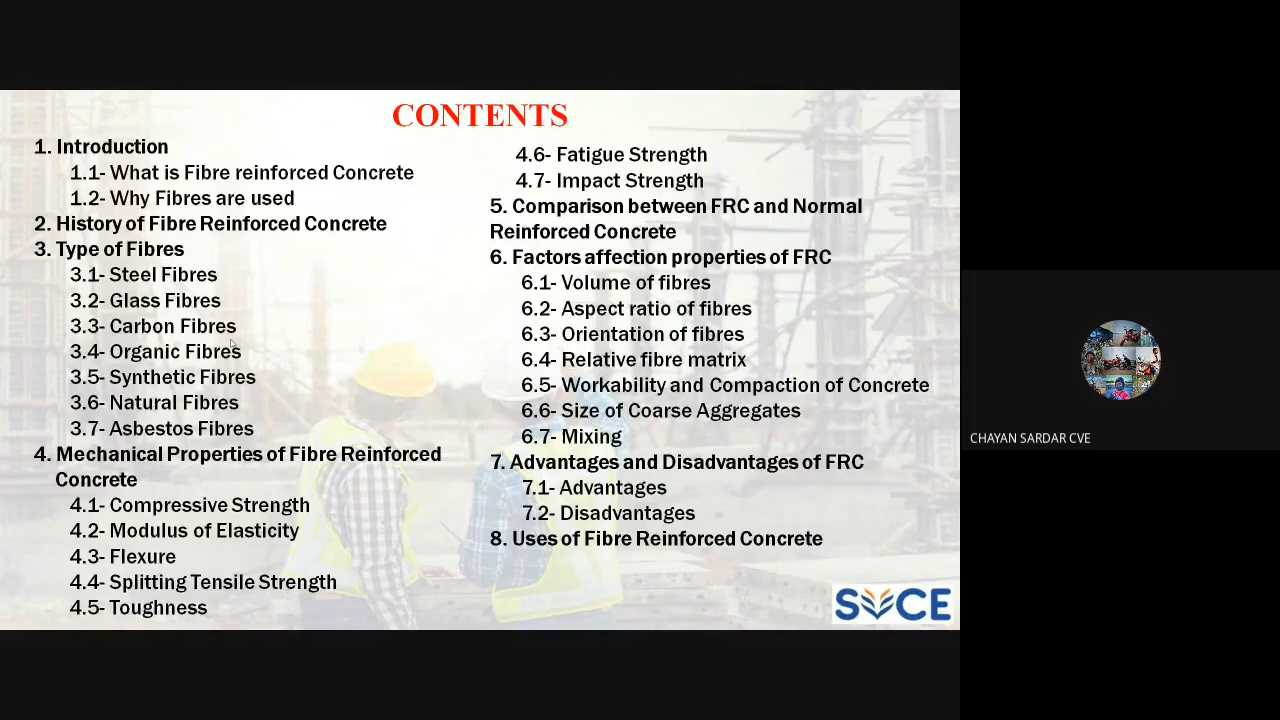 CONTENTS
1. Introduction
1.1- What is Fibre reinforced Concrete
1.2- Why Fibres are used
2. History of Fibre Reinforced Concrete
3. Type of Fibres
3.1- Steel Fibres
3.2- Glass Fibres
3.3- Carbon Fibres
3.4- Organic Fibres
3.5- Synthetic Fibres
3.6- Natural Fibres
3.7- Asbestos Fibres
4. Mechanical Properties of Fibre Reinforced
Concrete
4.1- Compressive Strength
4.2- Modulus of Elasticity
4.3- Flexure
4.4- Splitting Tensile Strength
4.5- Toughness
4.6- Fatigue Strength
4.7- Impact Strength
5. Comparison between FRC and Normal
Reinforced Concrete
6. Factors affection properties of FRC
6.1- Volume of fibres
6.2- Aspect ratio of fibres
6.3- Orientation of fibres
6.4- Relative fibre matrix
6.5- Workability and Compaction of Concrete
6.6- Size of Coarse Aggregates
6.7- Mixing
7. Advantages and Disadvantages of FRC
7.1- Advantages
7.2- Disadvantages
8. Uses of Fibre Reinforced Concrete
SVCE
CHAYAN SARDAR CVE